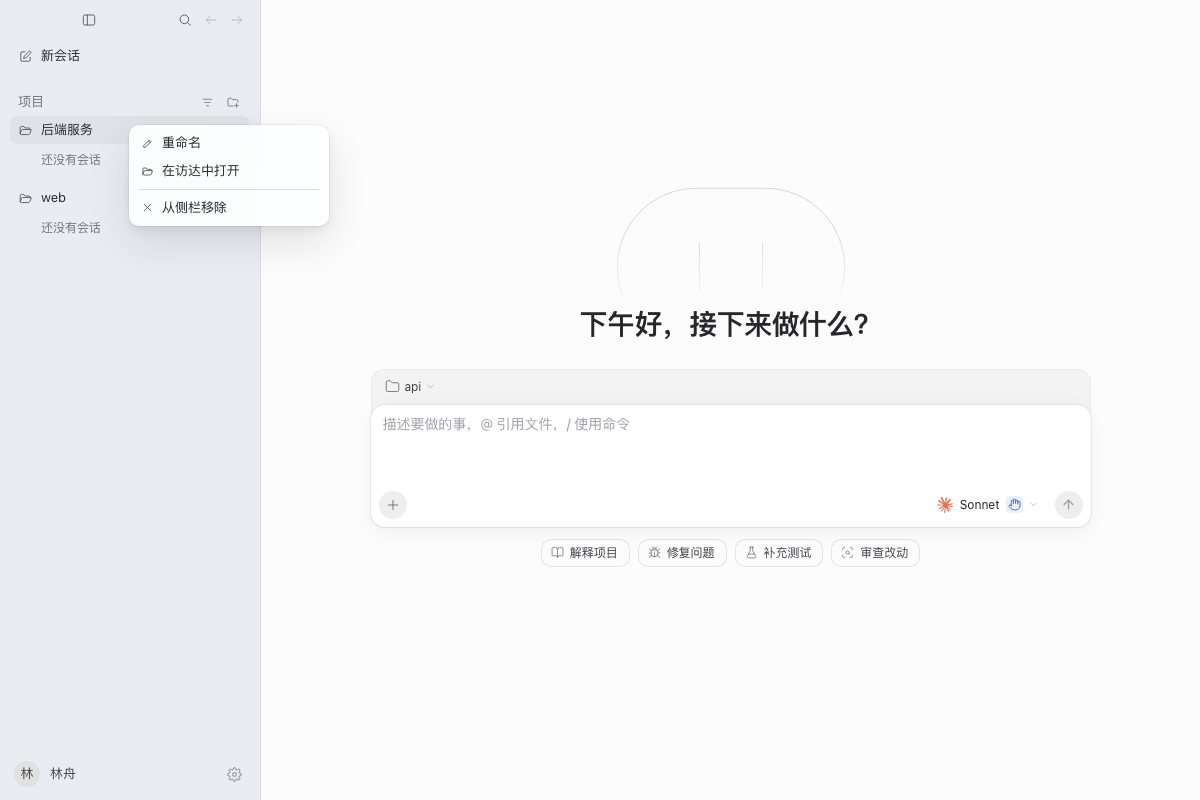 新会话
项目
后端服务
还没有会话
web
还没有会话
重命名
在访达中打开
从侧栏移除
下午好，接下来做什么？
api
描述要做的事，@ 引用文件，/ 使用命令
Sonnet
解释项目
修复问题
补充测试
审查改动
林 林舟